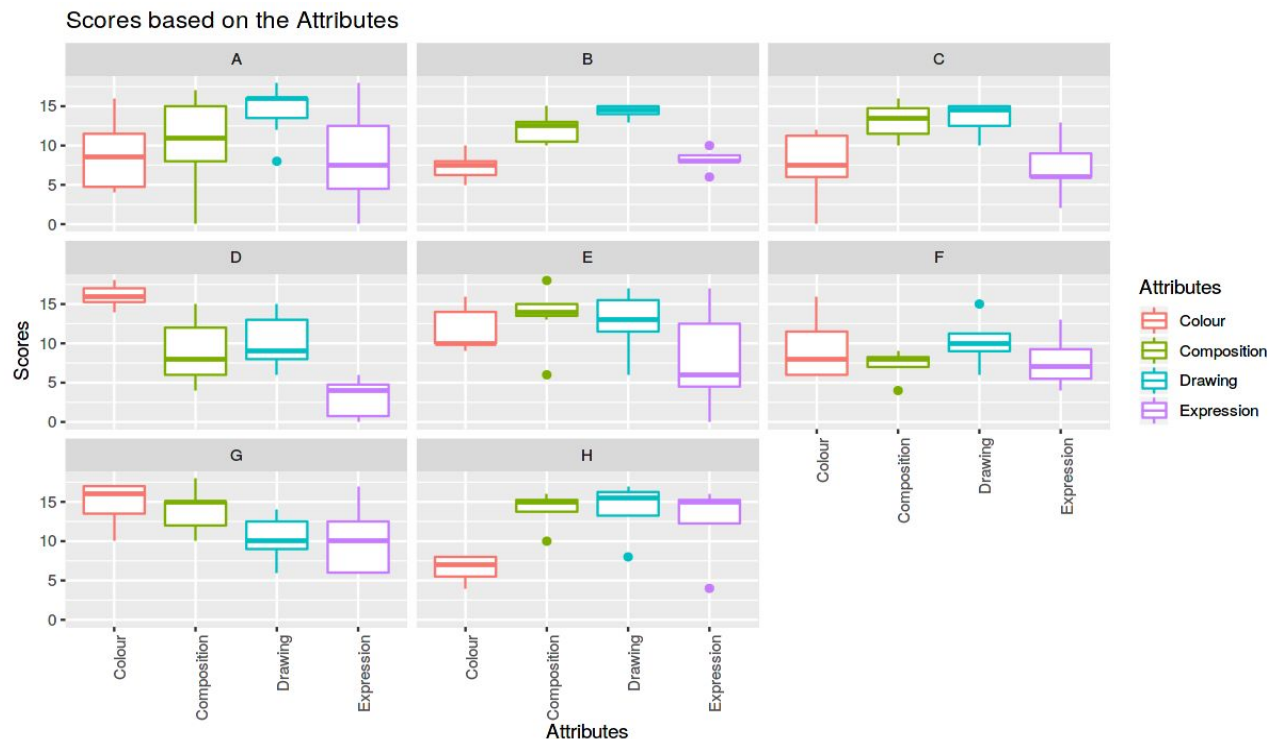 Scores based on the Attributes
A
B
C
15
10
5
0
D
E
F
15
10
5
0
Scores
G
H
15
10
5
0
Colour
Composition
Drawing
Expression
Colour
Composition
Drawing
Expression
Colour
Composition
Drawing
Expression
Attributes
Attributes
Colour
Composition
Drawing
Expression